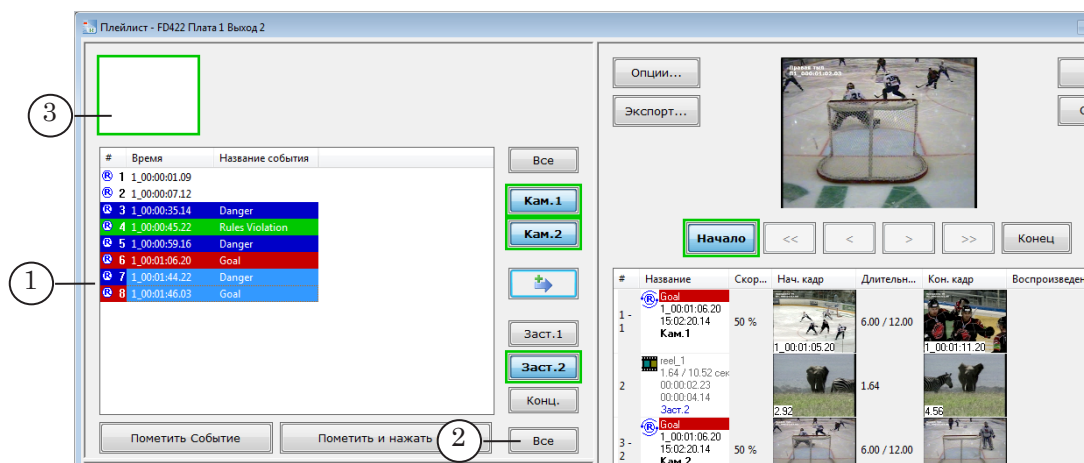 Плейлист - FD422 Плата 1 Выход 2
3
# Время Название события
R 1 1_00:00:01.09
R 2 1_00:00:07.12
R 3 1_00:00:35.14 Danger
R 4 1_00:00:45.22 Rules Violation
R 5 1_00:00:59.16 Danger
R 6 1_00:01:06.20 Goal
R 7 1_00:01:44.22 Danger
R 8 1_00:01:46.03 Goal
1
Все
Кам.1
Кам.2
Заст.1
Заст.2
Конц.
Все
Пометить Событие
Пометить и нажать
2
Опции...
Экспорт...
Начало
<<
<
>
>>
Конец
# Название Скор... Нач. кадр Длительн... Кон. кадр Воспроизведен
1 -
1
R Goal
1_00:01:06.20
15:02:20.14
Кам.1
50 %
1_00:01:05.20
6.00 / 12.00
1_00:01:11.20
2
reel_1
1.64 / 10.52 сек
00:00:02.23
00:00:04.14
Заст.2
2.92
1.64
4.56
3 -
2
R Goal
1_00:01:06.20
15:02:20.14
Кам.2
50 %
6.00 / 12.00